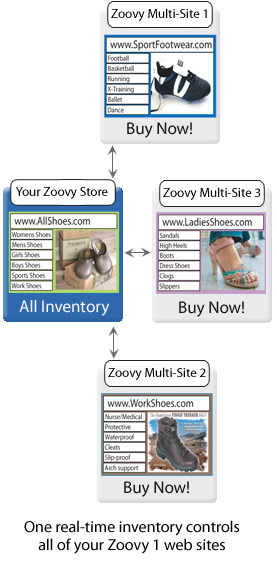 Zoovy Multi-Site 1
www.SportFootwear.com
Football
Basketball
Running
X-Training
Ballet
Dance
Buy Now!
Your Zoovy Store
www.AllShoes.com
Womens Shoes
Mens Shoes
Girls Shoes
Boys Shoes
Sports Shoes
Work Shoes
All Inventory
Zoovy Multi-Site 3
www.LadiesShoes.com
Sandals
High Heels
Boots
Dress Shoes
Clogs
Slippers
Buy Now!
Zoovy Multi-Site 2
www.WorkShoes.com
Nurse/Medical
Protective
Waterproof
Cleats
Slip-proof
Arch support
Buy Now!
One real-time inventory controls
all of your Zoovy 1 web sites